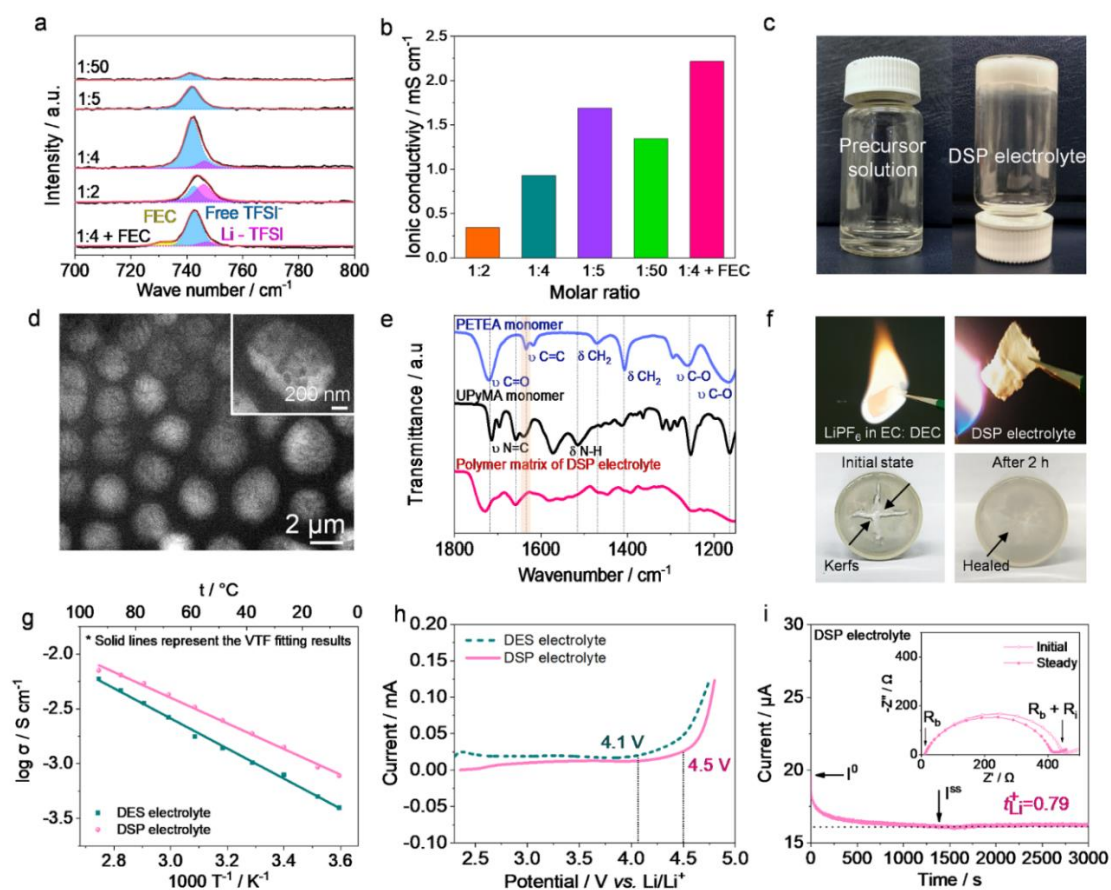 a
1:50
1:5
1:4
1:2
FEC
Free TFSI⁻
Li - TFSI
1:4 + FEC
Intensity / a.u.
700 720 740 760 780 800
Wave number / cm⁻¹
b
Ionic conductiviy / mS cm⁻¹
2.5
2.0
1.5
1.0
0.5
0.0
1:2 1:4 1:5 1:50 1:4 + FEC
Molar ratio
c
Precursor
solution
DSP electrolyte
d
200 nm
2 μm
e
PETEA monomer
υ C=C
δ CH₂
υ C=O
δ CH₂
υ C-O
υ C-O
UPyMA monomer
υ N=C
δ N-H
Polymer matrix of DSP electrolyte
Transmittance / a.u
1800 1600 1400 1200
Wavenumber / cm⁻¹
f
LiPF₆ in EC: DEC
DSP electrolyte
Initial state
After 2 h
Kerfs
Healed
g
t / °C
100 80 60 40 20 0
* Solid lines represent the VTF fitting results
-2.0
-2.5
-3.0
-3.5
log σ / S cm⁻¹
DES electrolyte
DSP electrolyte
2.8 3.0 3.2 3.4 3.6
1000 T⁻¹ / K⁻¹
h
0.20
0.15
0.10
0.05
0.00
-0.05
-0.10
Current / mA
DES electrolyte
DSP electrolyte
4.1 V
4.5 V
2.5 3.0 3.5 4.0 4.5 5.0
Potential / V vs. Li/Li⁺
i
30
25
20
15
Current / μA
DSP electrolyte
400
200
0
-Z'' / Ω
Initial
Steady
R_b
R_b + R_i
0 200 400 600
Z' / Ω
I⁰
Iˢˢ
t⁺Li=0.79
0 500 1000 1500 2000 2500 3000
Time / s